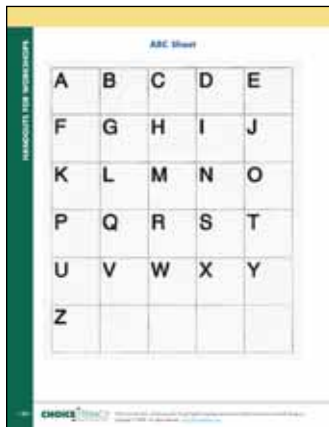 ABC Sheet
HANDOUTS FOR WORKSHOPS
A B C D E
F G H I J
K L M N O
P Q R S T
U V W X Y
Z
CHOICE